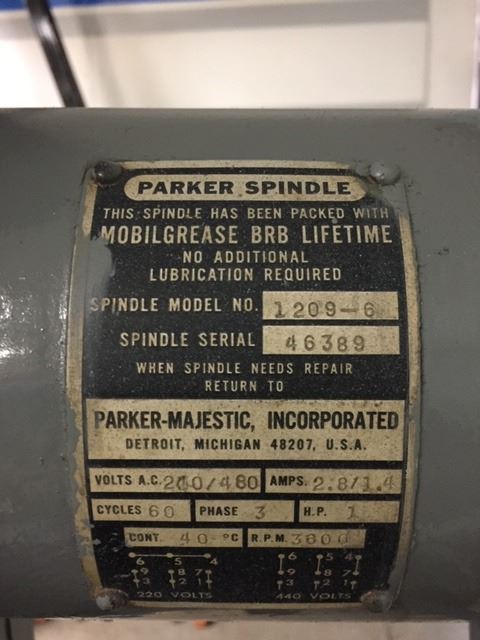 PARKER SPINDLE
THIS SPINDLE HAS BEEN PACKED WITH
MOBILGREASE BRB LIFETIME
NO ADDITIONAL
LUBRICATION REQUIRED
SPINDLE MODEL NO. 1209-6
SPINDLE SERIAL 46389
WHEN SPINDLE NEEDS REPAIR
RETURN TO
PARKER-MAJESTIC, INCORPORATED
DETROIT, MICHIGAN 48207, U.S.A.
VOLTS A.C. 240/480 AMPS. 2.8/1.4
CYCLES 60 PHASE 3 H.P. 1
CONT. 40 °C R.P.M. 3600
6 5 4 6 5 4
9 8 7 9 8 7
3 2 1 3 2 1
220 VOLTS 440 VOLTS